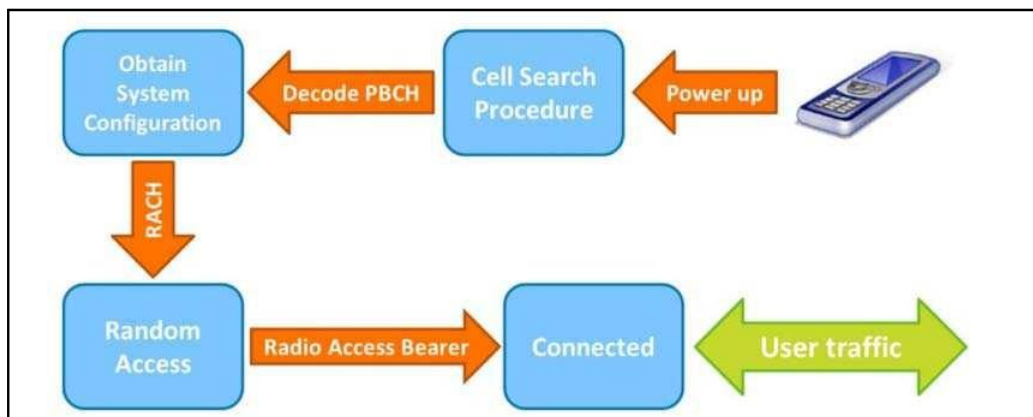 Power up
Cell Search
Procedure
Decode PBCH
Obtain
System
Configuration
RACH
Random
Access
Radio Access Bearer
Connected
User traffic